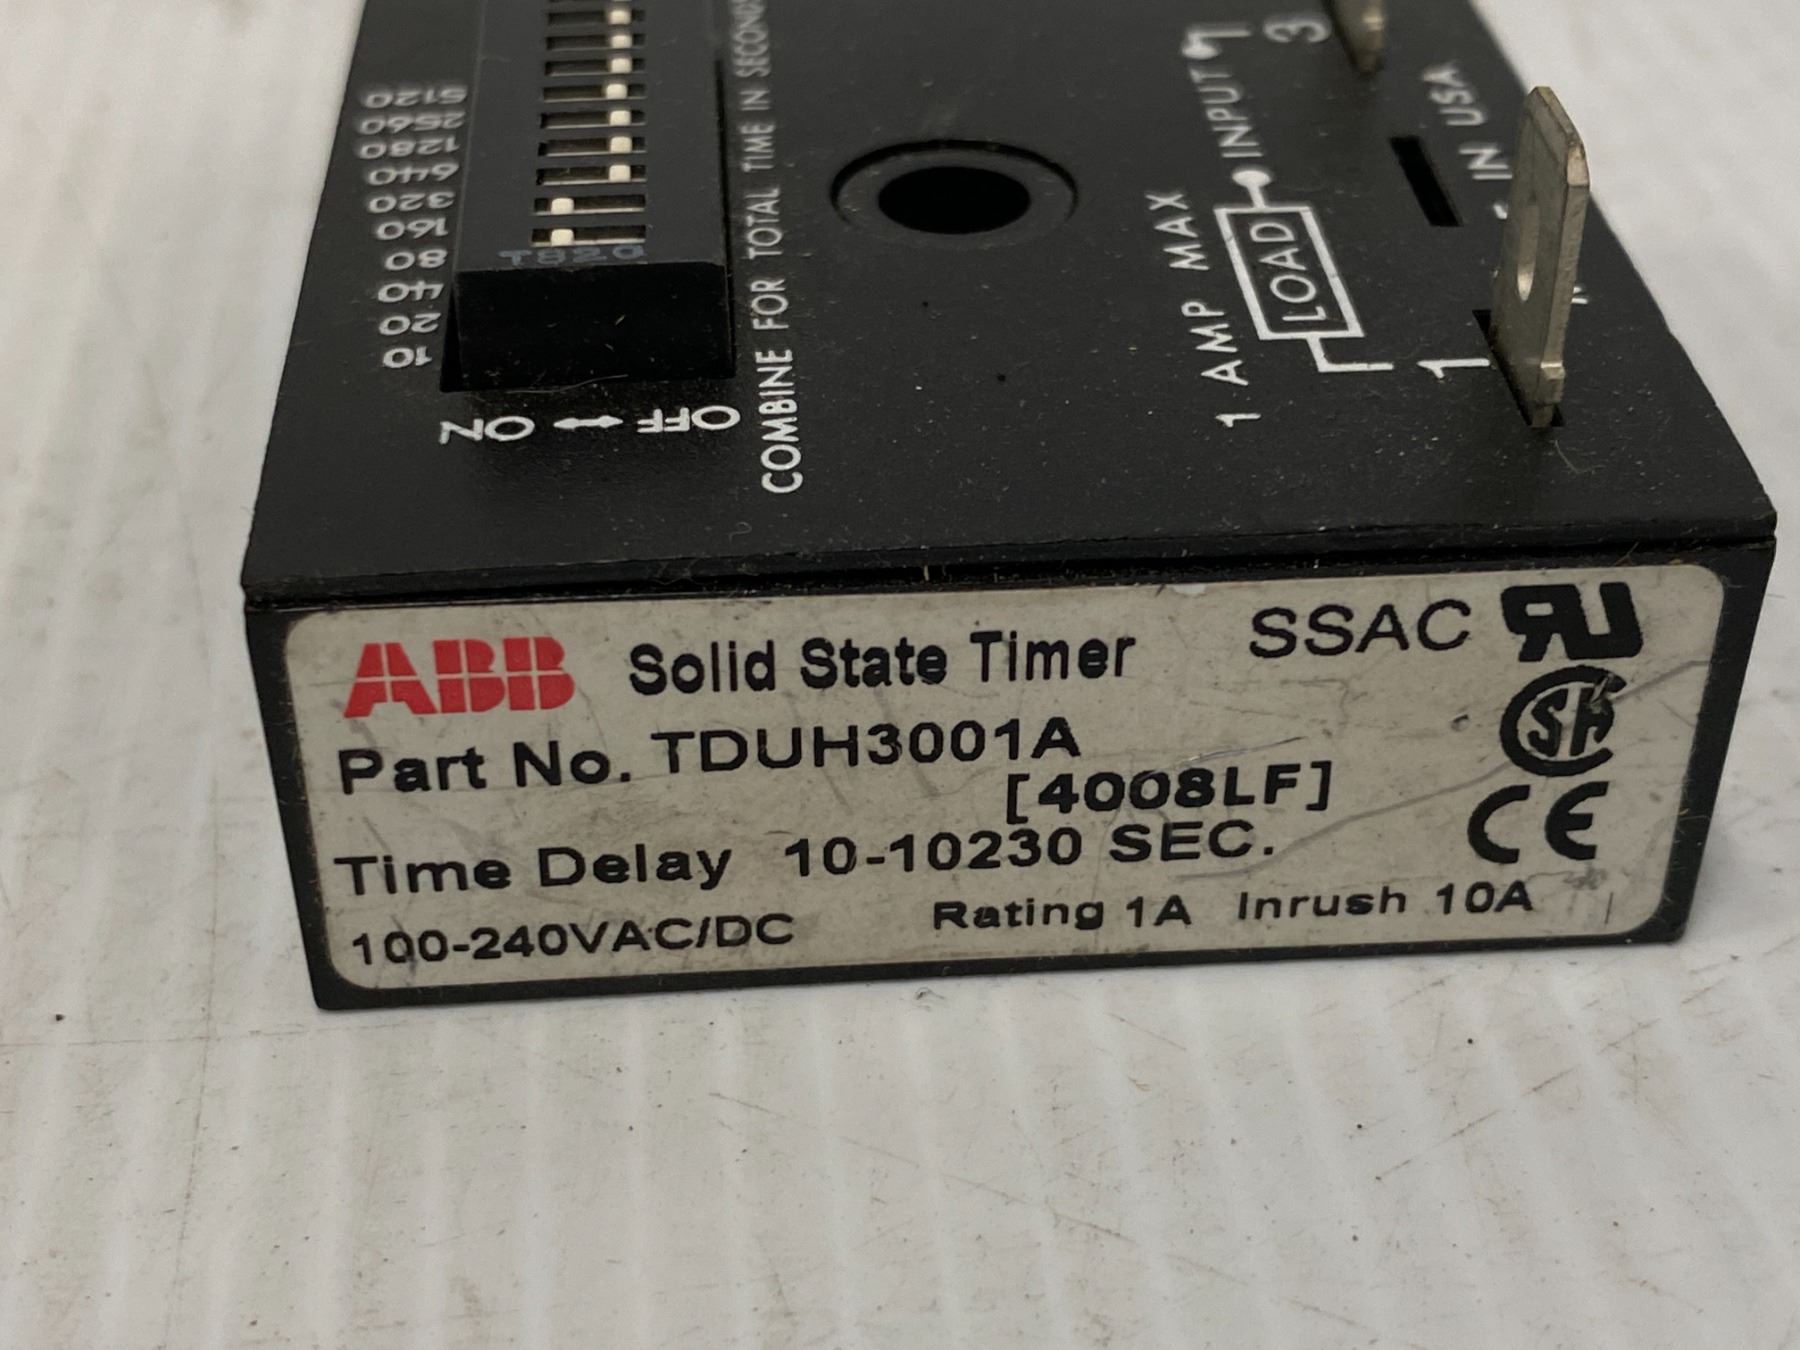 5120
2560
1280
640
320
160
80
40
20
10
T820
OFF ↔ ON
COMBINE FOR TOTAL TIME IN SECONDS
1 AMP MAX
LOAD
INPUT
3
1
IN USA
ABB Solid State Timer SSAC
Part No. TDUH3001A
[4008LF]
Time Delay 10-10230 SEC.
100-240VAC/DC Rating 1A Inrush 10A
CE